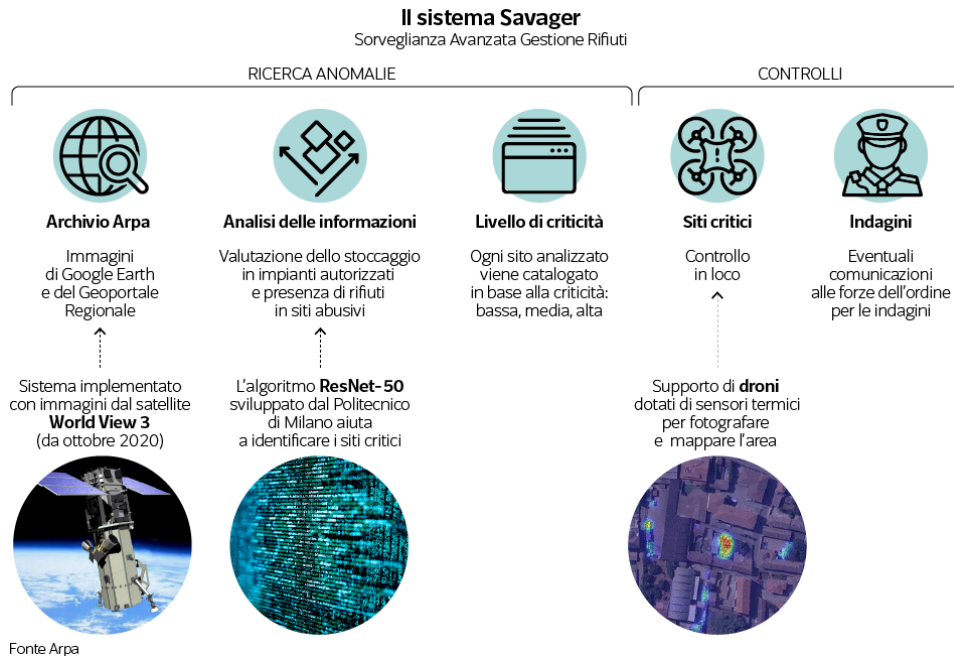 Il sistema Savager
Sorveglianza Avanzata Gestione Rifiuti
RICERCA ANOMALIE
CONTROLLI
Archivio Arpa
Immagini
di Google Earth
e del Geoportale
Regionale
Analisi delle informazioni
Valutazione dello stoccaggio
in impianti autorizzati
e presenza di rifiuti
in siti abusivi
Livello di criticità
Ogni sito analizzato
viene catalogato
in base alla criticità:
bassa, media, alta
Siti critici
Controllo
in loco
Indagini
Eventuali
comunicazioni
alle forze dell'ordine
per le indagini
Sistema implementato
con immagini dal satellite
World View 3
(da ottobre 2020)
L'algoritmo ResNet-50
sviluppato dal Politecnico
di Milano aiuta
a identificare i siti critici
Supporto di droni
dotati di sensori termici
per fotografare
e mappare l'area
Fonte Arpa